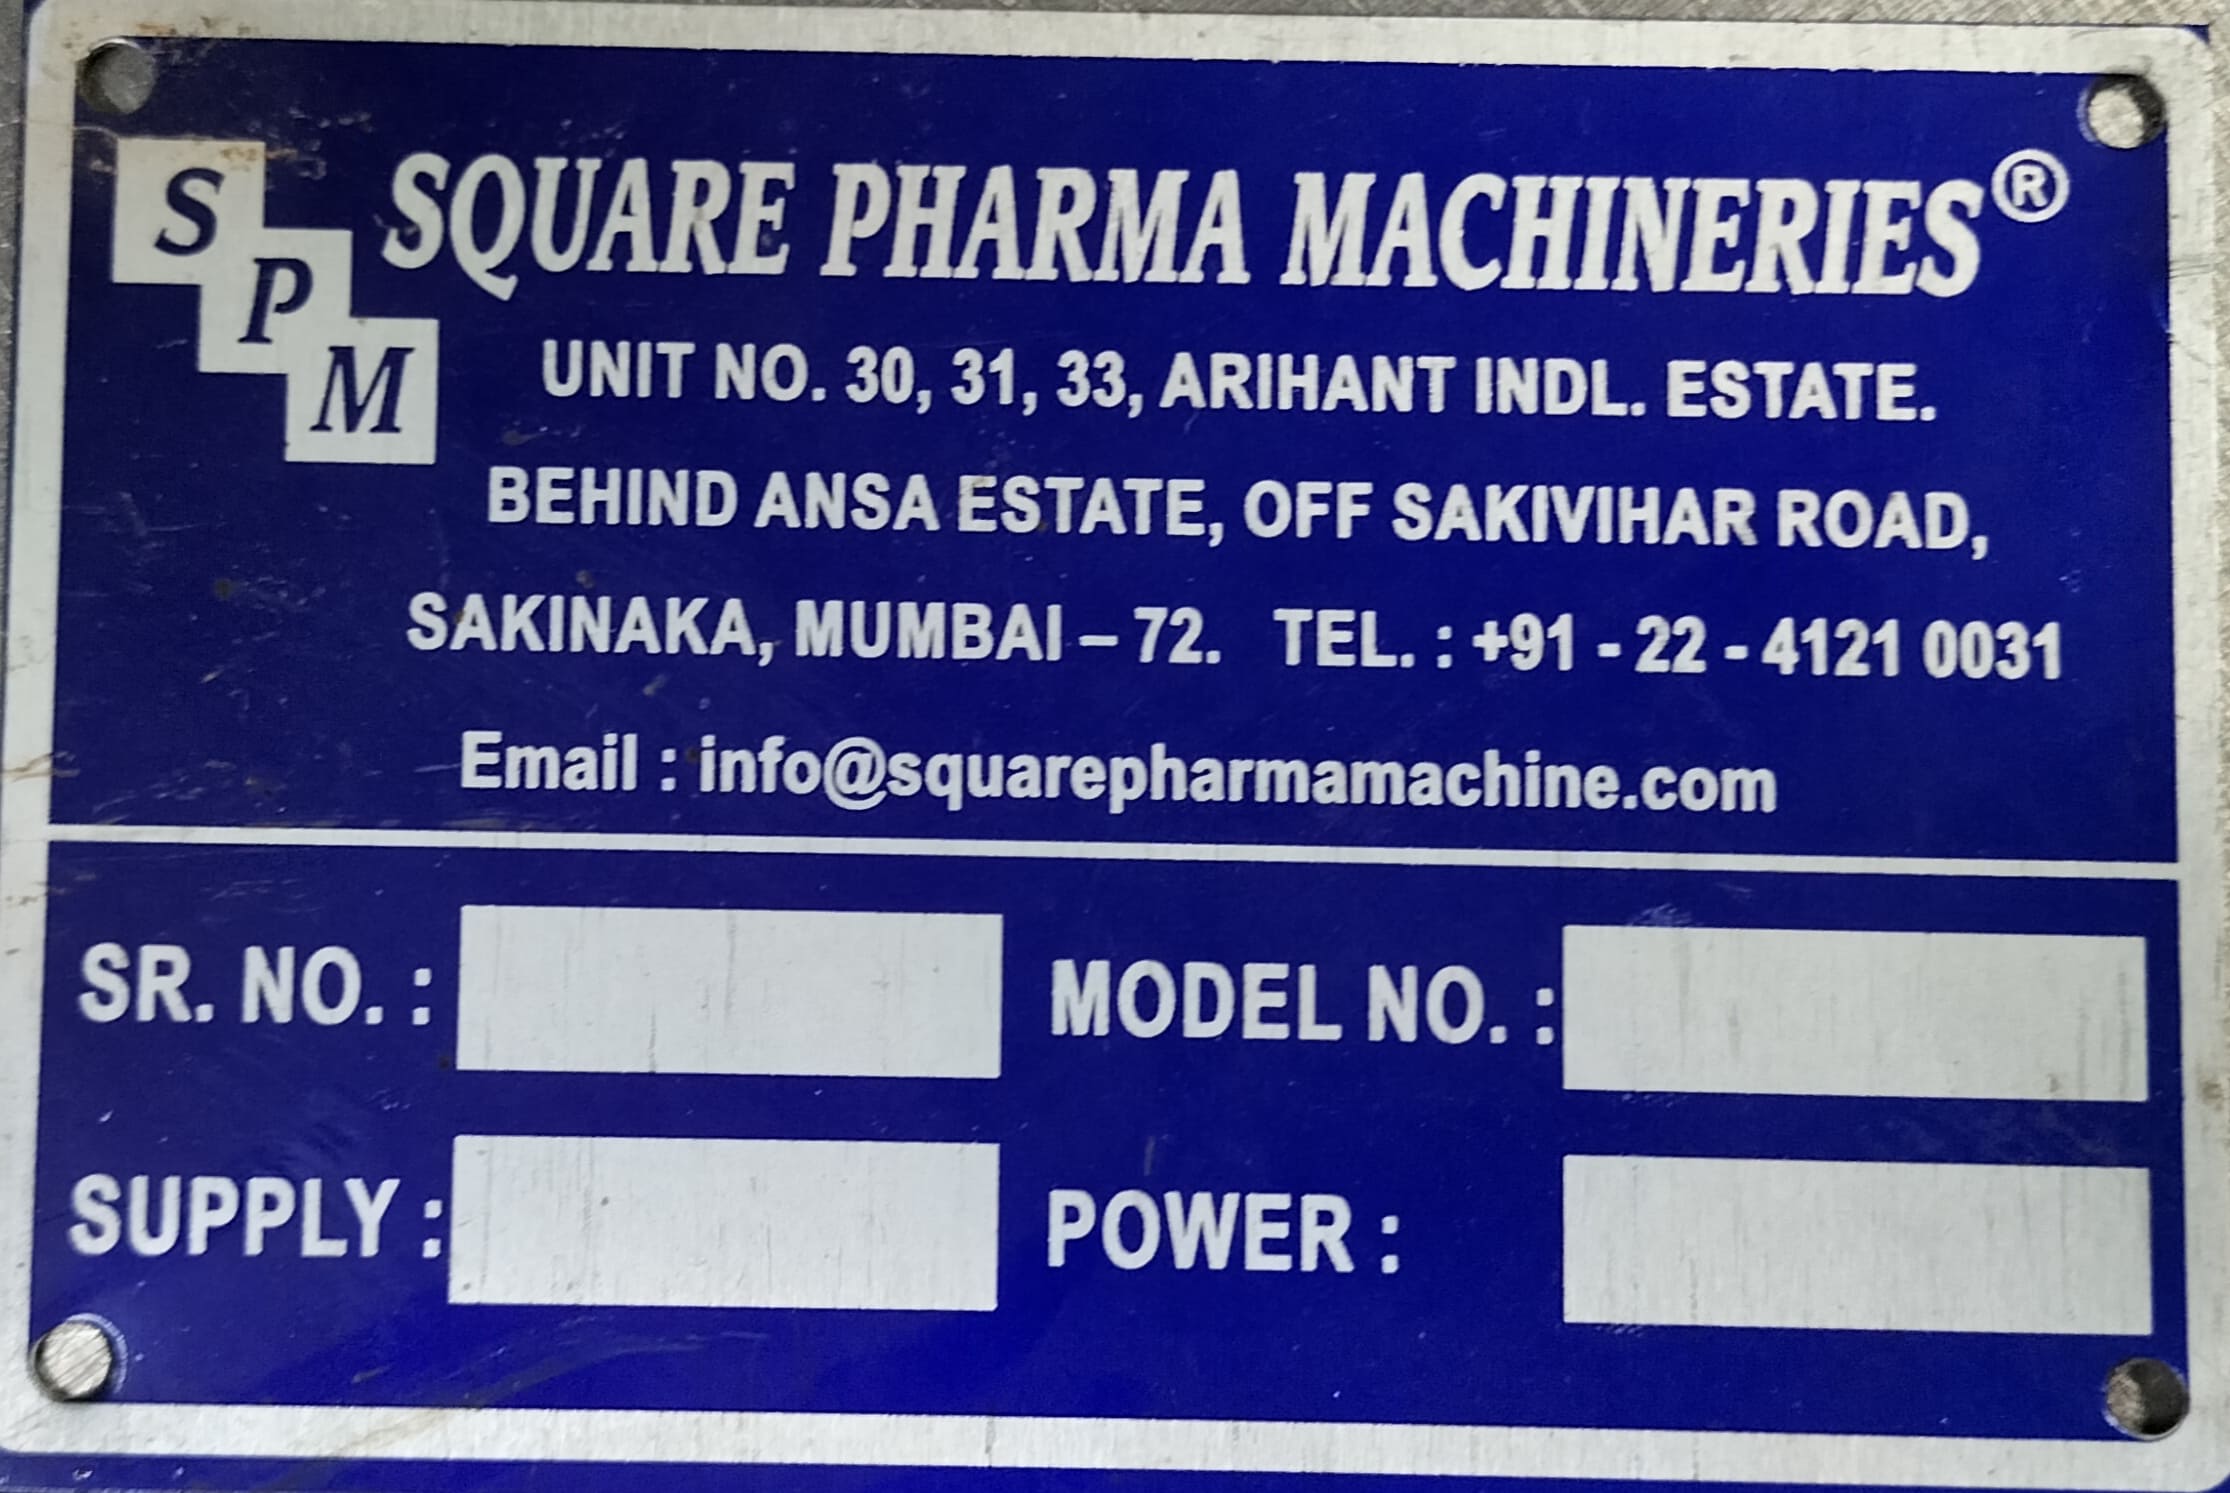 S
P
M
SQUARE PHARMA MACHINERIES®
UNIT NO. 30, 31, 33, ARIHANT INDL. ESTATE.
BEHIND ANSA ESTATE, OFF SAKIVIHAR ROAD,
SAKINAKA, MUMBAI – 72. TEL. : +91 - 22 - 4121 0031
Email : info@squarepharmamachine.com
SR. NO. : MODEL NO. :
SUPPLY : POWER :